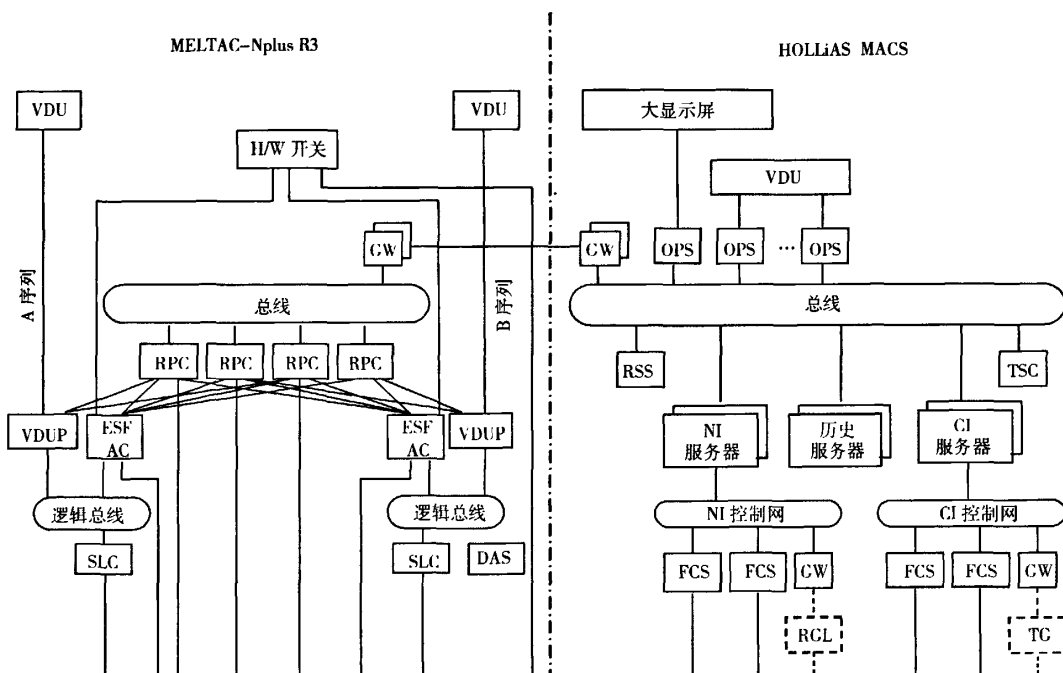 MELTAC-Nplus R3
HOLLiAS MACS
VDU
VDU
大显示屏
H/W 开关
VDU
GW
GW
OPS
OPS
…
OPS
A 序列
B 序列
总线
总线
RPC
RPC
RPC
RPC
RSS
TSC
VDUP
ESF
AC
ESF
AC
VDUP
NI
服务器
历史
服务器
CI
服务器
逻辑总线
逻辑总线
NI 控制网
CI 控制网
SLC
SLC
DAS
FCS
FCS
GW
FCS
FCS
GW
RGL
TG